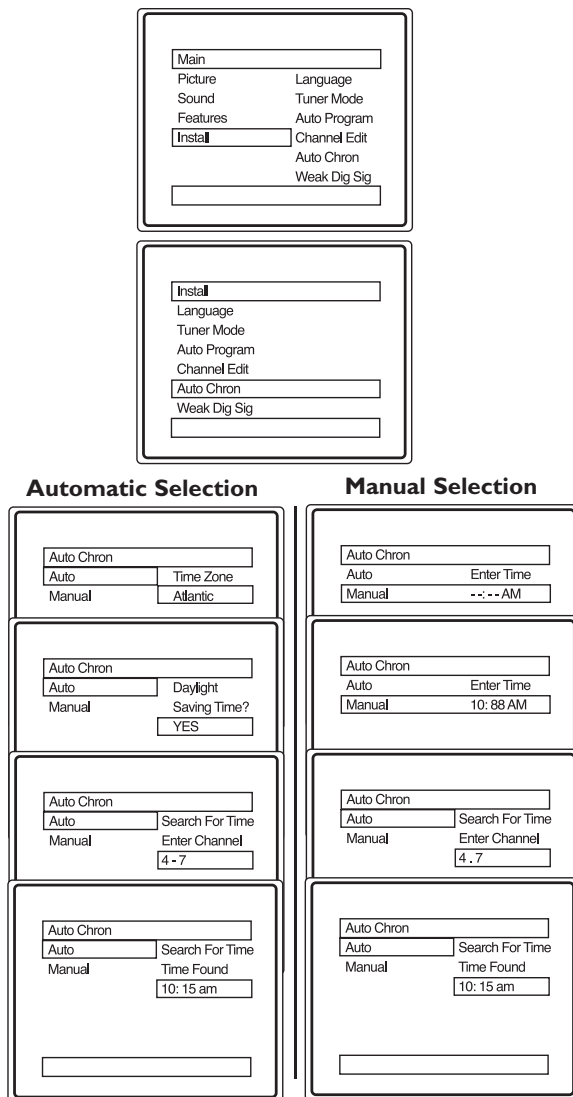 Main
Picture Language
Sound Tuner Mode
Features Auto Program
Install Channel Edit
Auto Chron
Weak Dig Sig
Install
Language
Tuner Mode
Auto Program
Channel Edit
Auto Chron
Weak Dig Sig
Automatic Selection
Auto Chron
Auto Time Zone
Manual Atlantic
Auto Chron
Auto Daylight
Manual Saving Time?
YES
Auto Chron
Auto Search For Time
Manual Enter Channel
4 - 7
Auto Chron
Auto Search For Time
Manual Time Found
10: 15 am
Manual Selection
Auto Chron
Auto Enter Time
Manual - -: - - AM
Auto Chron
Auto Enter Time
Manual 10: 88 AM
Auto Chron
Auto Search For Time
Manual Enter Channel
4 . 7
Auto Chron
Auto Search For Time
Manual Time Found
10: 15 am